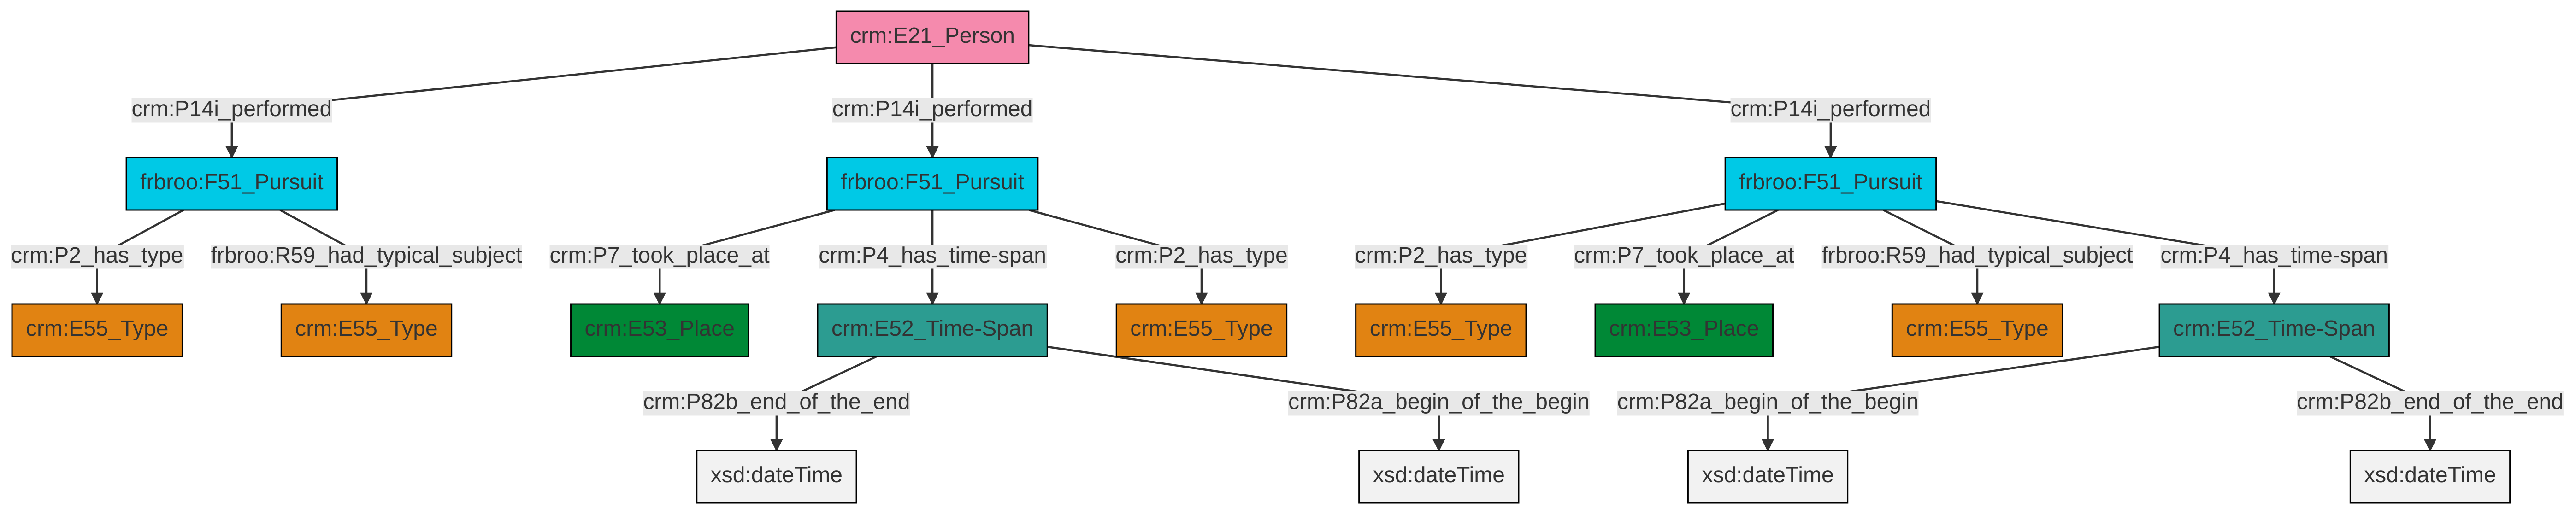 crm:E21_Person
crm:P14i_performed
crm:P14i_performed
crm:P14i_performed
frbroo:F51_Pursuit
frbroo:F51_Pursuit
frbroo:F51_Pursuit
crm:P2_has_type
frbroo:R59_had_typical_subject
crm:P7_took_place_at
crm:P4_has_time-span
crm:P2_has_type
crm:P2_has_type
crm:P7_took_place_at
frbroo:R59_had_typical_subject
crm:P4_has_time-span
crm:E55_Type
crm:E55_Type
crm:E53_Place
crm:E52_Time-Span
crm:E55_Type
crm:E55_Type
crm:E53_Place
crm:E55_Type
crm:E52_Time-Span
crm:P82b_end_of_the_end
crm:P82a_begin_of_the_begin
crm:P82a_begin_of_the_begin
crm:P82b_end_of_the_end
xsd:dateTime
xsd:dateTime
xsd:dateTime
xsd:dateTime